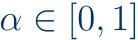 α ∈ [0, 1]